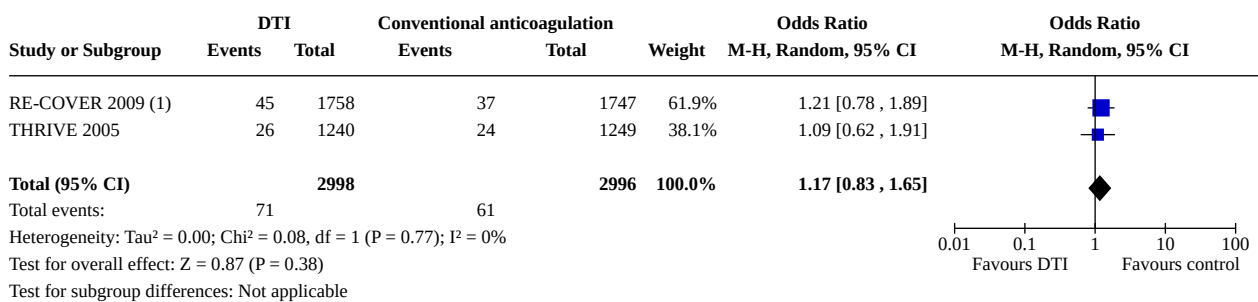 DTI Conventional anticoagulation Odds Ratio Odds Ratio
Study or Subgroup Events Total Events Total Weight M-H, Random, 95% CI M-H, Random, 95% CI
RE-COVER 2009 (1) 45 1758 37 1747 61.9% 1.21 [0.78 , 1.89]
THRIVE 2005 26 1240 24 1249 38.1% 1.09 [0.62 , 1.91]
Total (95% CI) 2998 2996 100.0% 1.17 [0.83 , 1.65]
Total events: 71 61
Heterogeneity: Tau² = 0.00; Chi² = 0.08, df = 1 (P = 0.77); I² = 0%
0.01 0.1 1 10 100
Test for overall effect: Z = 0.87 (P = 0.38) Favours DTI Favours control
Test for subgroup differences: Not applicable